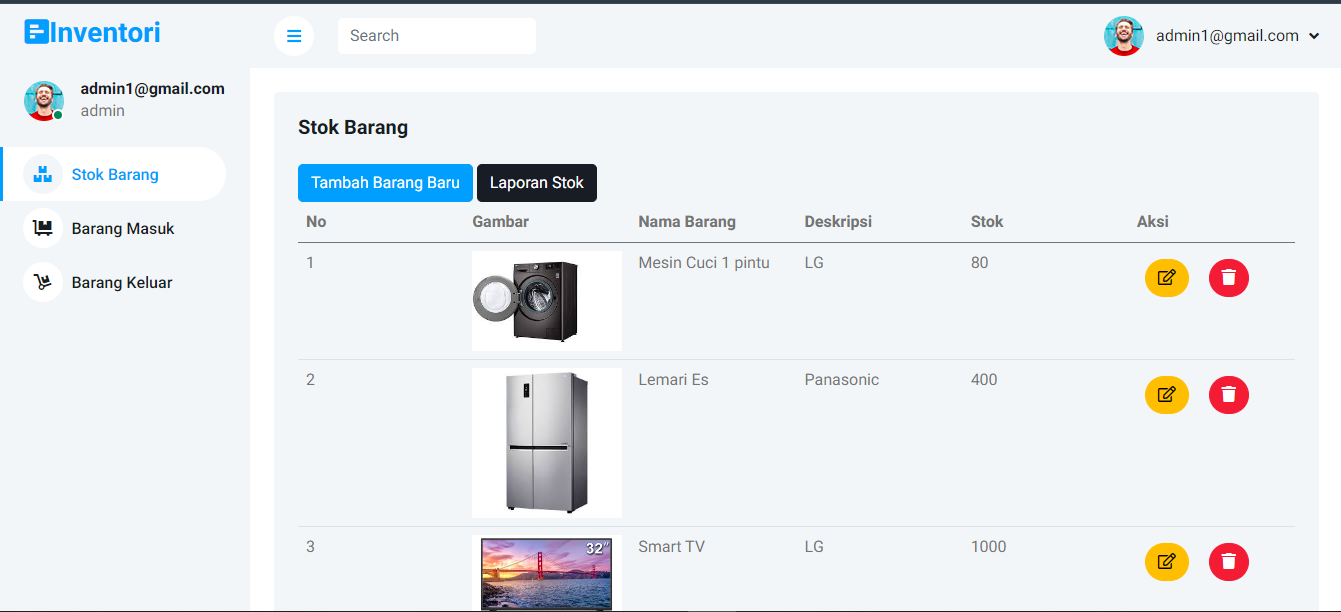 Inventori
Search
admin1@gmail.com
admin1@gmail.com
admin
Stok Barang
Barang Masuk
Barang Keluar
Stok Barang
Tambah Barang Baru Laporan Stok
No Gambar Nama Barang Deskripsi Stok Aksi
1 Mesin Cuci 1 pintu LG 80
2 Lemari Es Panasonic 400
3 Smart TV LG 1000
32"